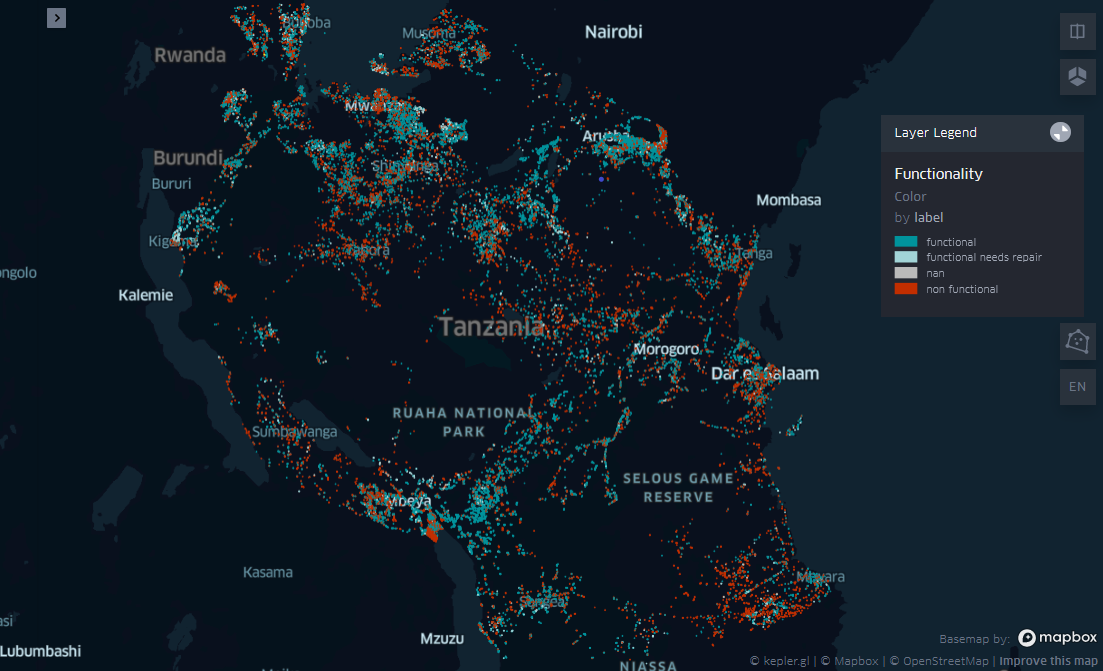 Bukoba
Musoma
Nairobi
Rwanda
Mwanza
Arusha
Burundi
Shinyanga
Bururi
Mombasa
Kigoma
Tabora
Tanga
ongolo
Kalemie
Tanzania
Morogoro
Dar es Salaam
RUAHA NATIONAL
PARK
Sumbawanga
SELOUS GAME
RESERVE
Mbeya
Kasama
Songea
asi
Mzuzu
Lubumbashi
NIASSA
Layer Legend
Functionality
Color
by label
functional
functional needs repair
nan
non functional
EN
Basemap by: mapbox
© kepler.gl | © Mapbox | © OpenStreetMap | Improve this map